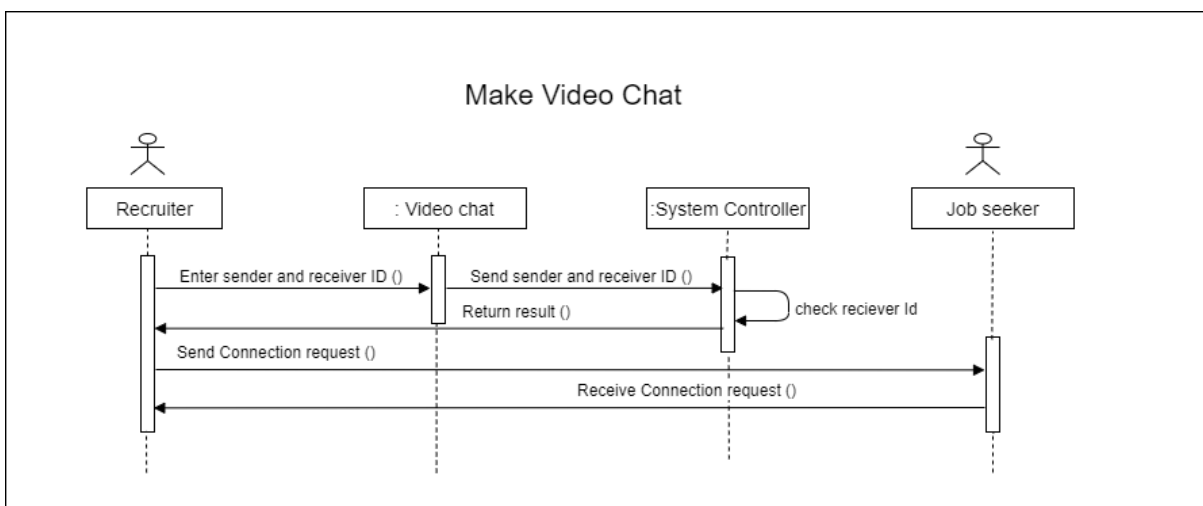 Make Video Chat
Recruiter
: Video chat
:System Controller
Job seeker
Enter sender and receiver ID ()
Send sender and receiver ID ()
Return result ()
check reciever Id
Send Connection request ()
Receive Connection request ()